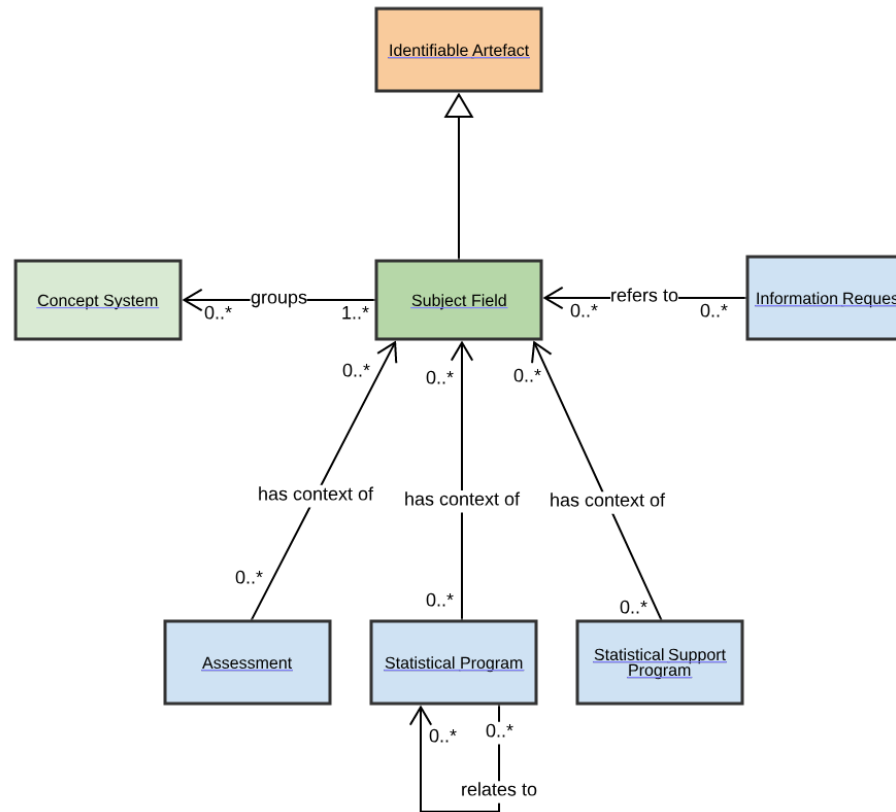 Identifiable Artefact
Concept System
groups
0..*
1..*
Subject Field
refers to
0..*
0..*
Information Reques
0..*
0..*
0..*
has context of
has context of
has context of
0..*
0..*
0..*
Assessment
Statistical Program
Statistical Support
Program
0..*
0..*
relates to